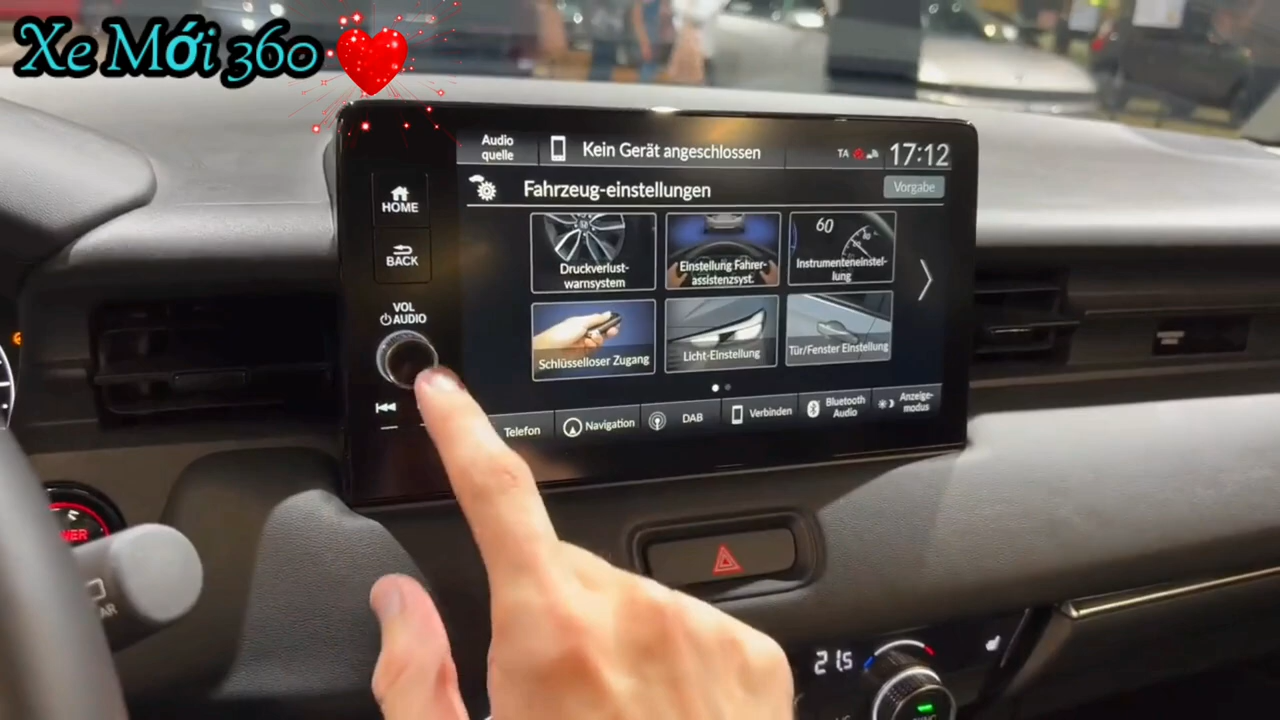 Xe Mới 360
Audio
quelle
Kein Gerät angeschlossen
TA
17:12
Fahrzeug-einstellungen
Vorgabe
HOME
BACK
VOL
AUDIO
Druckverlust-
warnsystem
Einstellung Fahrer-
assistenzsyst.
60
Instrumenteneinstel-
lung
Schlüsselloser Zugang
Licht-Einstellung
Tür/Fenster Einstellung
Telefon
Navigation
DAB
Verbinden
Bluetooth
Audio
Anzeige-
modus
21.5